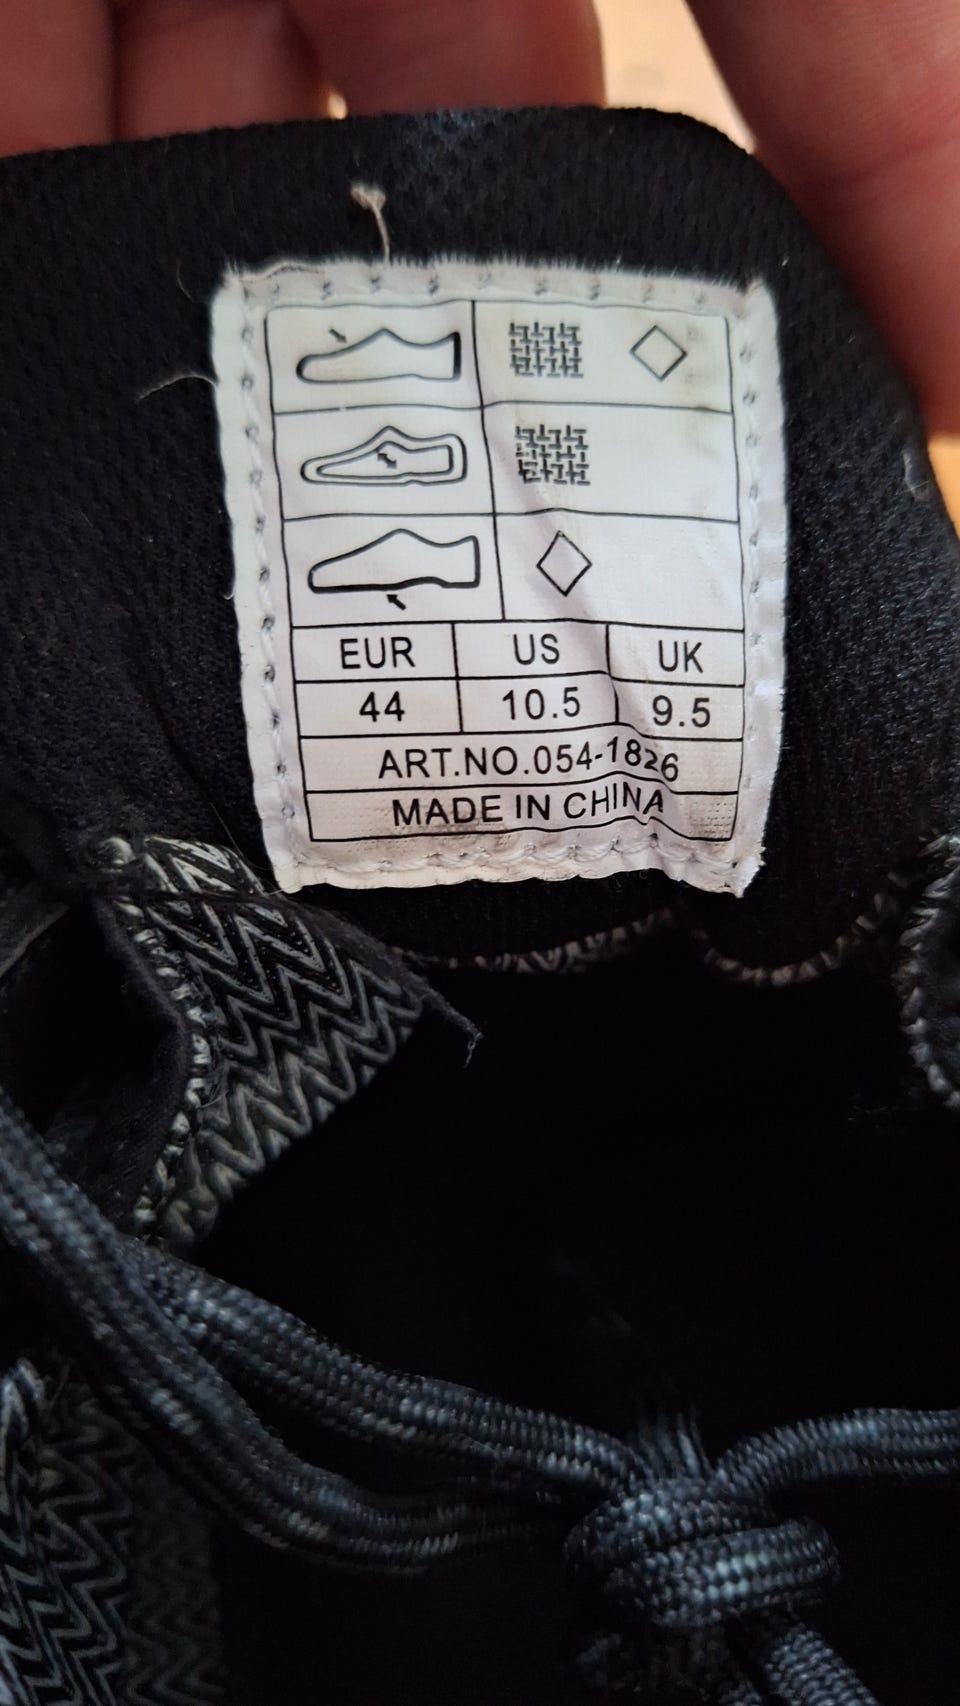 EUR US UK
44 10.5 9.5
ART.NO.054-1826
MADE IN CHINA